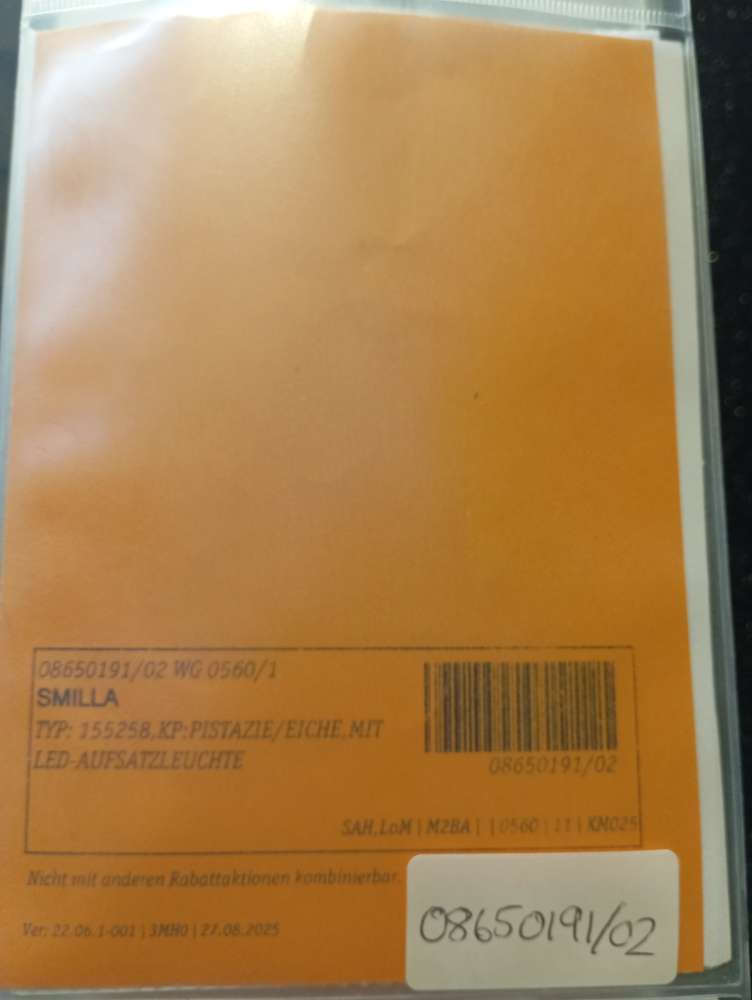 08650191/02 WG 0560/1
SMILLA
TYP: 155258,KP:PISTAZIE/EICHE,MIT
LED-AUFSATZLEUCHTE
08650191/02
SAH,LoM | M2BA | | 0560 | 11 | KM025
Nicht mit anderen Rabattaktionen kombinierbar.
Ver: 22.06.1-001 | 3MH0 | 27.08.2025
08650191/02